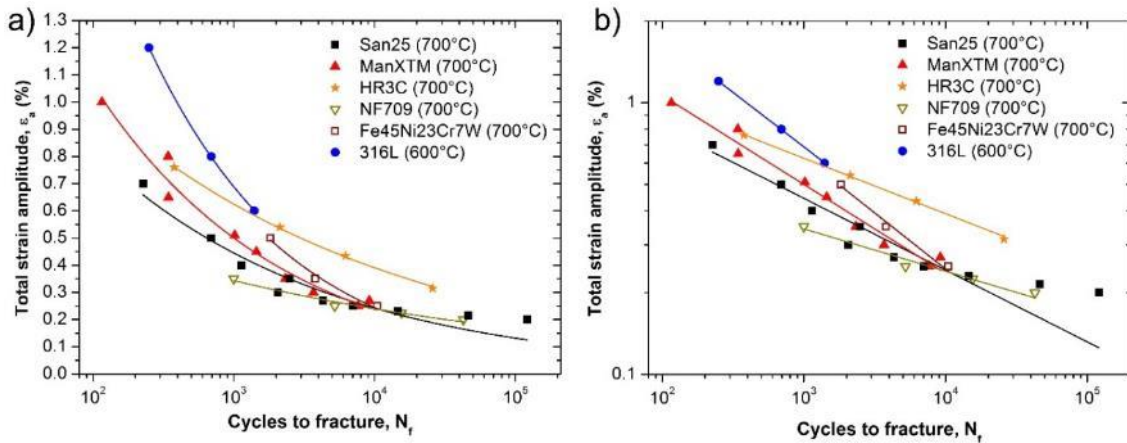 a)
Total strain amplitude, εa (%)
1.3
1.2
1.1
1.0
0.9
0.8
0.7
0.6
0.5
0.4
0.3
0.2
0.1
0.0
San25 (700°C)
ManXTM (700°C)
HR3C (700°C)
NF709 (700°C)
Fe45Ni23Cr7W (700°C)
316L (600°C)
10² 10³ 10⁴ 10⁵
Cycles to fracture, Nf
b)
Total strain amplitude, εa (%)
1
0.1
San25 (700°C)
ManXTM (700°C)
HR3C (700°C)
NF709 (700°C)
Fe45Ni23Cr7W (700°C)
316L (600°C)
10² 10³ 10⁴ 10⁵
Cycles to fracture, Nf